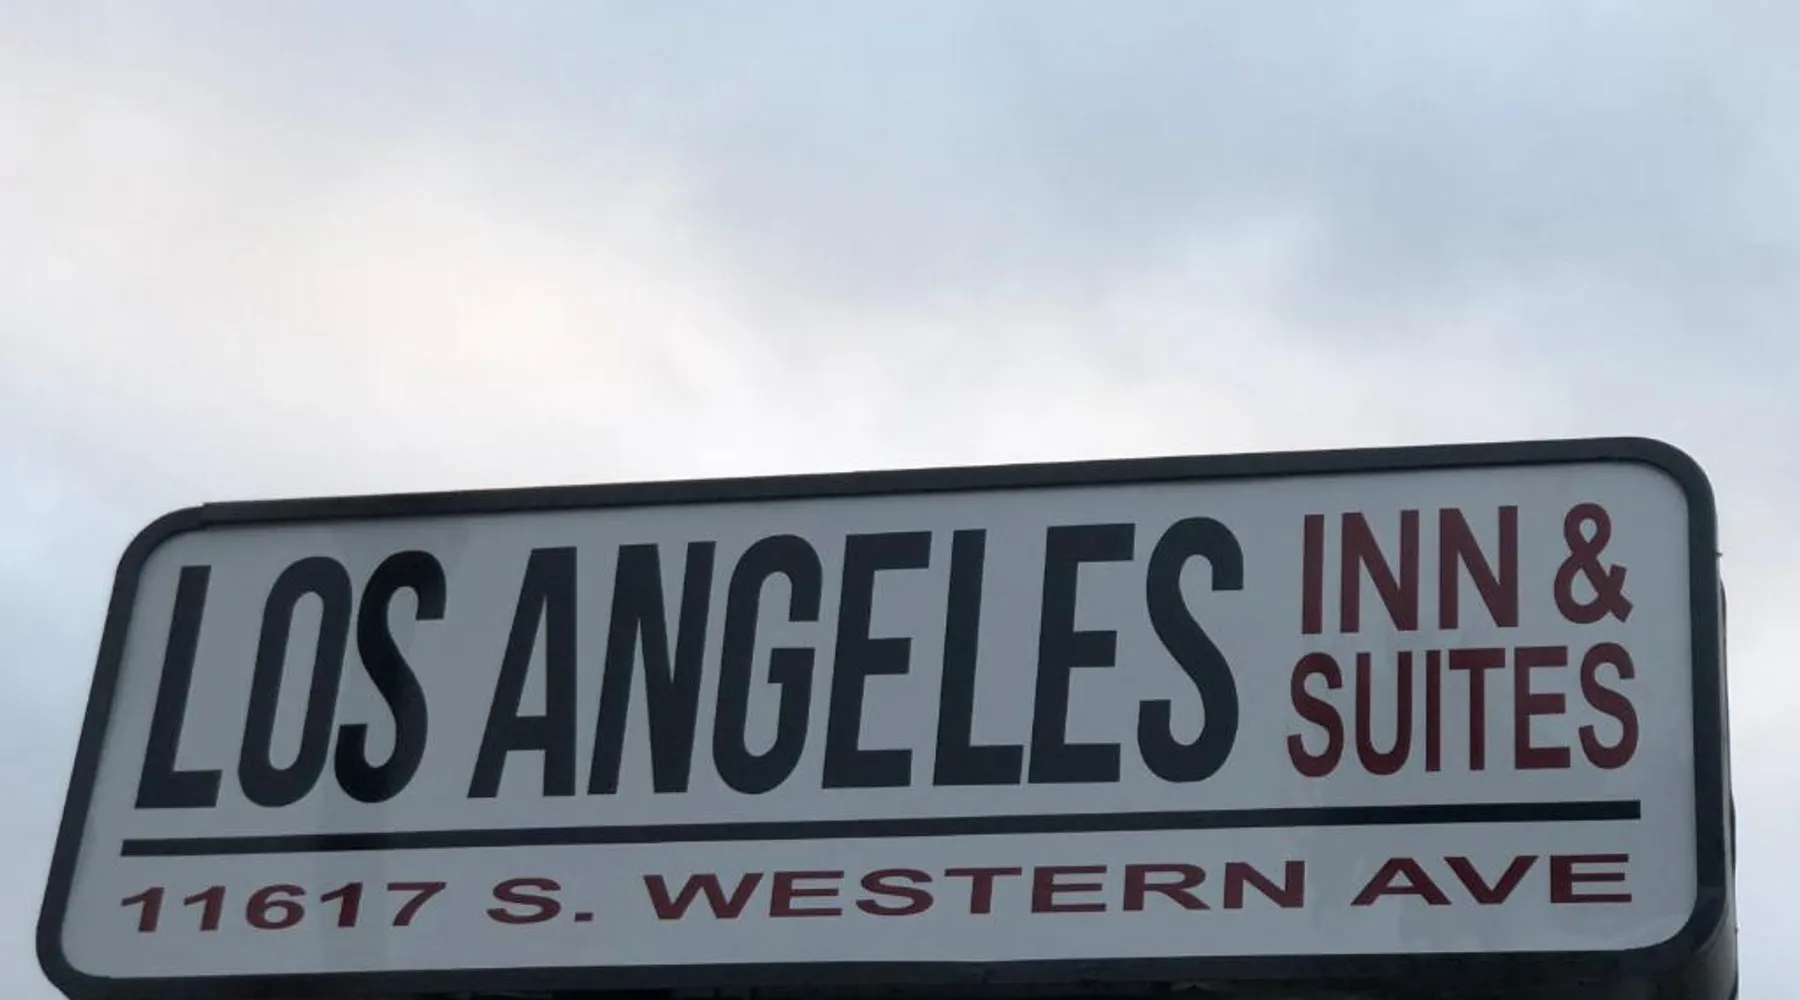 LOS ANGELES INN &
SUITES
11617 S. WESTERN AVE